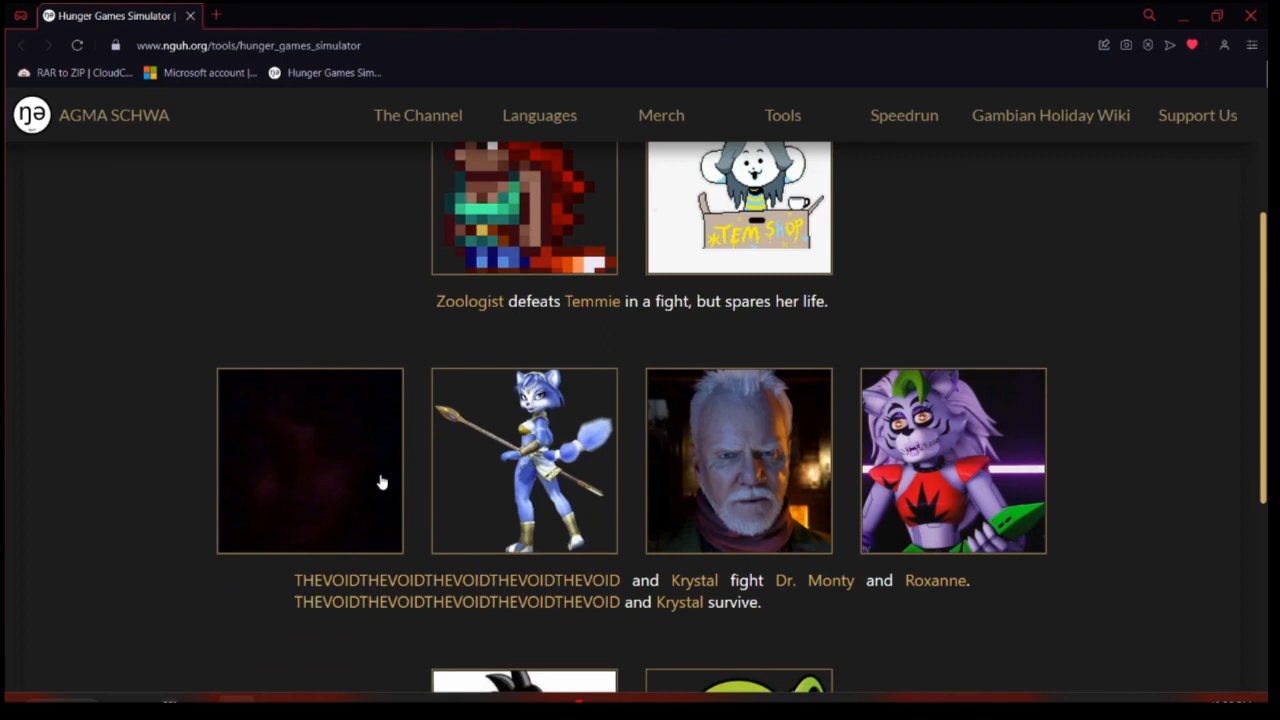 Hunger Games Simulator |
www.nguh.org/tools/hunger_games_simulator
RAR to ZIP | CloudC... Microsoft account |... Hunger Games Sim...
ŋə AGMA SCHWA The Channel Languages Merch Tools Speedrun Gambian Holiday Wiki Support Us
*TEM SHOP
Zoologist defeats Temmie in a fight, but spares her life.
THEVOIDTHEVOIDTHEVOIDTHEVOIDTHEVOID and Krystal fight Dr. Monty and Roxanne.
THEVOIDTHEVOIDTHEVOIDTHEVOIDTHEVOID and Krystal survive.